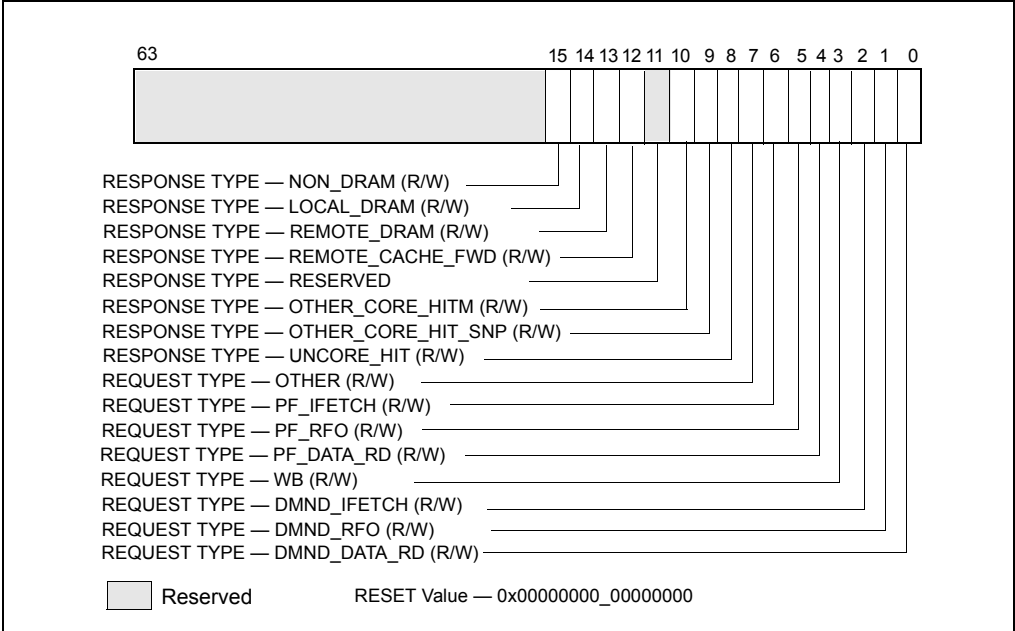 63 15 14 13 12 11 10 9 8 7 6 5 4 3 2 1 0
RESPONSE TYPE — NON_DRAM (R/W)
RESPONSE TYPE — LOCAL_DRAM (R/W)
RESPONSE TYPE — REMOTE_DRAM (R/W)
RESPONSE TYPE — REMOTE_CACHE_FWD (R/W)
RESPONSE TYPE — RESERVED
RESPONSE TYPE — OTHER_CORE_HITM (R/W)
RESPONSE TYPE — OTHER_CORE_HIT_SNP (R/W)
RESPONSE TYPE — UNCORE_HIT (R/W)
REQUEST TYPE — OTHER (R/W)
REQUEST TYPE — PF_IFETCH (R/W)
REQUEST TYPE — PF_RFO (R/W)
REQUEST TYPE — PF_DATA_RD (R/W)
REQUEST TYPE — WB (R/W)
REQUEST TYPE — DMND_IFETCH (R/W)
REQUEST TYPE — DMND_RFO (R/W)
REQUEST TYPE — DMND_DATA_RD (R/W)
Reserved RESET Value — 0x00000000_00000000